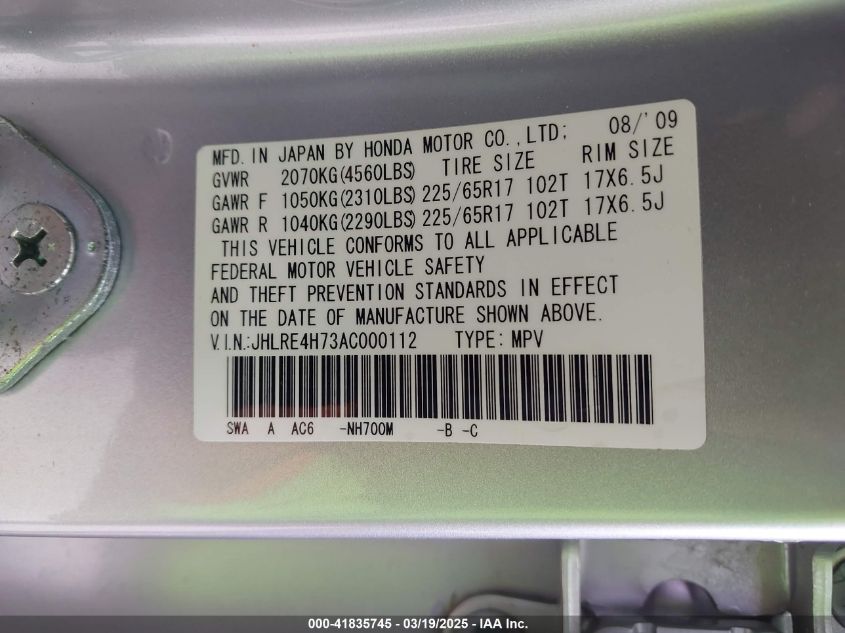 MFD. IN JAPAN BY HONDA MOTOR CO.,LTD; 08/'09
GVWR 2070KG(4560LBS) TIRE SIZE RIM SIZE
GAWR F 1050KG(2310LBS) 225/65R17 102T 17X6.5J
GAWR R 1040KG(2290LBS) 225/65R17 102T 17X6.5J
THIS VEHICLE CONFORMS TO ALL APPLICABLE
FEDERAL MOTOR VEHICLE SAFETY
AND THEFT PREVENTION STANDARDS IN EFFECT
ON THE DATE OF MANUFACTURE SHOWN ABOVE.
V.I.N.:JHLRE4H73AC000112 TYPE: MPV
SWA A AC6 -NH700M -B -C
000-41835745 - 03/19/2025 - IAA Inc.